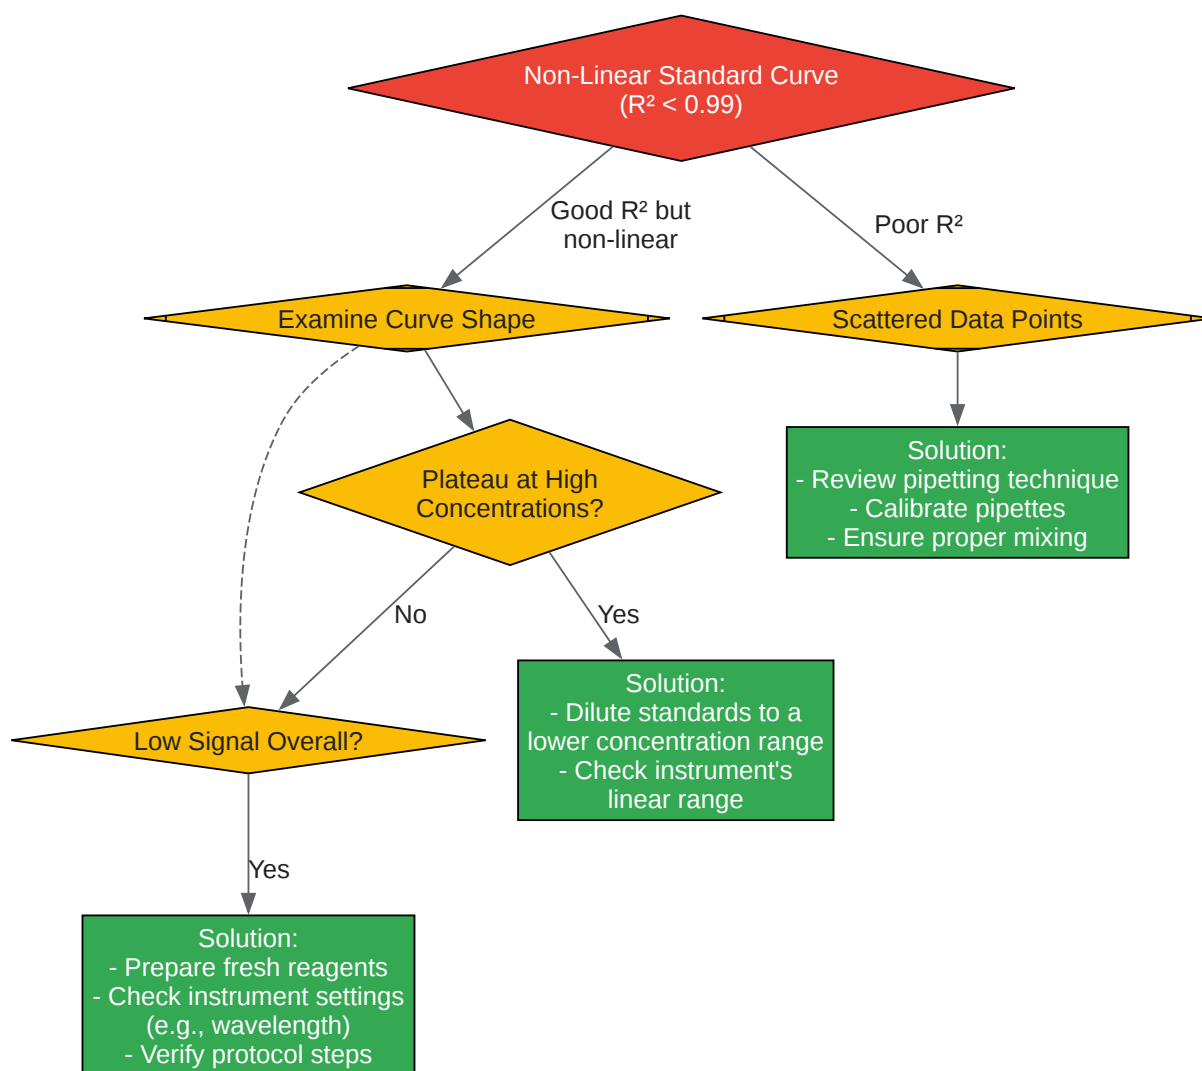 Non-Linear Standard Curve
(R² < 0.99)
Good R² but
non-linear
Poor R²
Examine Curve Shape
Scattered Data Points
Plateau at High
Concentrations?
Solution:
- Review pipetting technique
- Calibrate pipettes
- Ensure proper mixing
No
Yes
Solution:
- Dilute standards to a
lower concentration range
- Check instrument's
linear range
Low Signal Overall?
Yes
Solution:
- Prepare fresh reagents
- Check instrument settings
(e.g., wavelength)
- Verify protocol steps